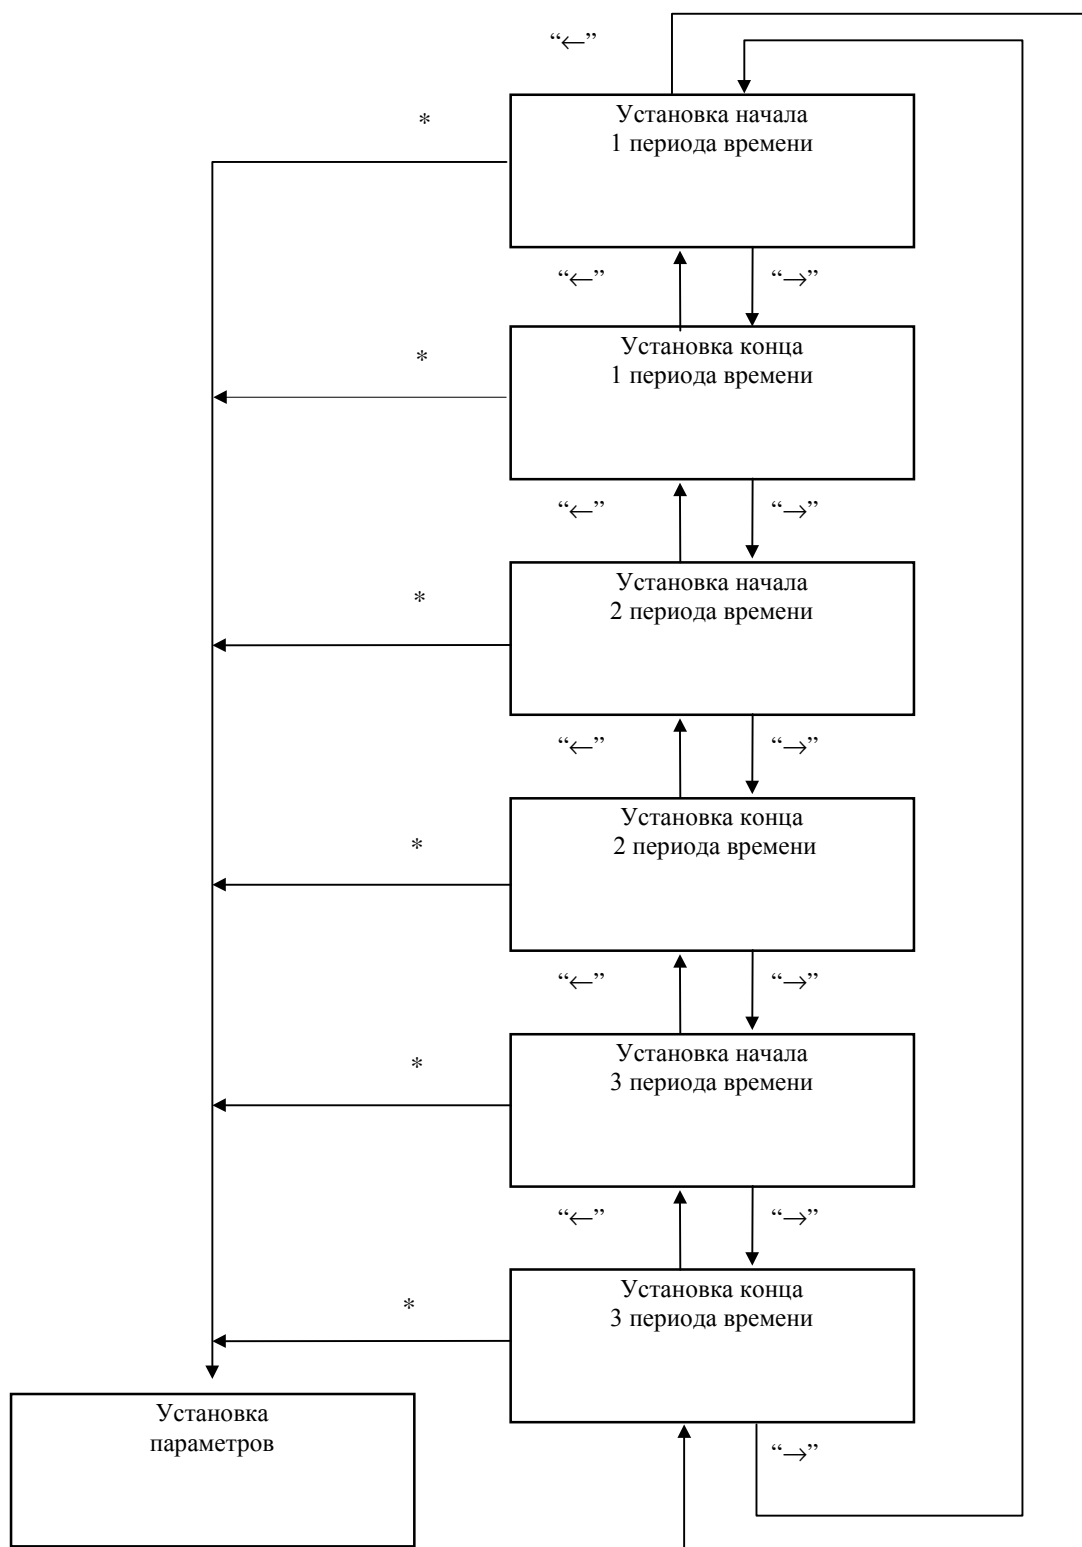 “←”
*
Установка начала
1 периода времени
“←” “→”
*
Установка конца
1 периода времени
“←” “→”
*
Установка начала
2 периода времени
“←” “→”
*
Установка конца
2 периода времени
“←” “→”
*
Установка начала
3 периода времени
“←” “→”
*
Установка конца
3 периода времени
Установка
параметров
“→”